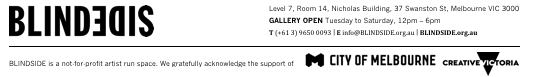 BLINDSIDE
Level 7, Room 14, Nicholas Building, 37 Swanston St, Melbourne VIC 3000
GALLERY OPEN Tuesday to Saturday, 12pm – 6pm
T (+61 3) 9650 0093 | E info@BLINDSIDE.org.au | BLINDSIDE.org.au
BLINDSIDE is a not-for-profit artist run space. We gratefully acknowledge the support of
CITY OF MELBOURNE
CREATIVE VICTORIA